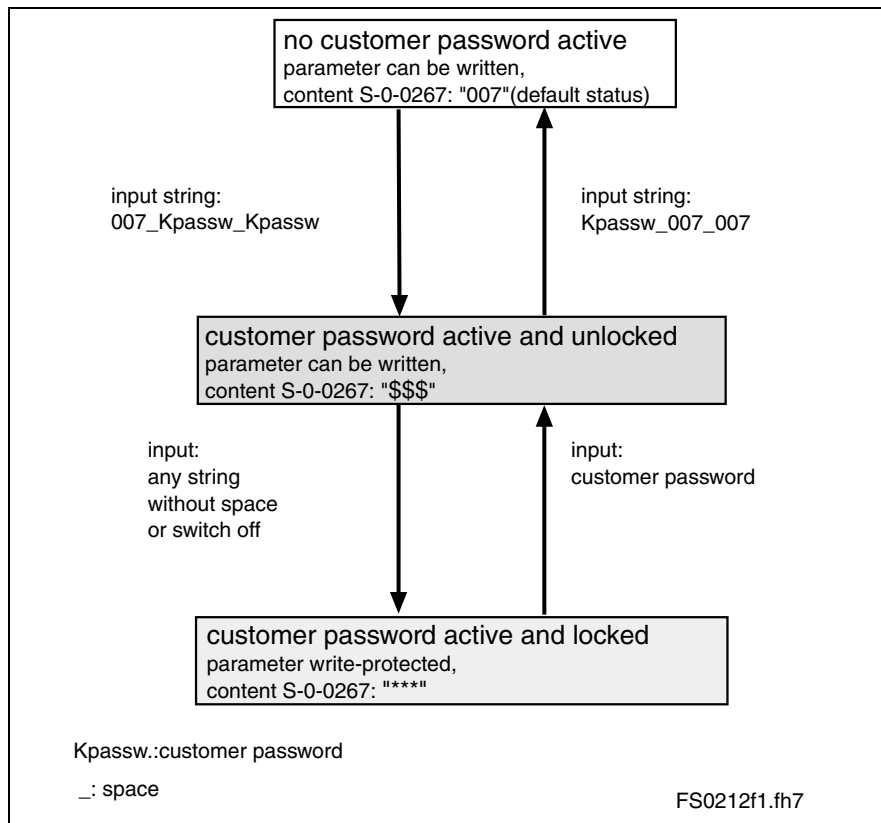 no customer password active
parameter can be written,
content S-0-0267: "007"(default status)
input string:
007_Kpassw_Kpassw
input string:
Kpassw_007_007
customer password active and unlocked
parameter can be written,
content S-0-0267: "$$$"
input:
any string
without space
or switch off
input:
customer password
customer password active and locked
parameter write-protected,
content S-0-0267: "***"
Kpassw.:customer password
_: space
FS0212f1.fh7